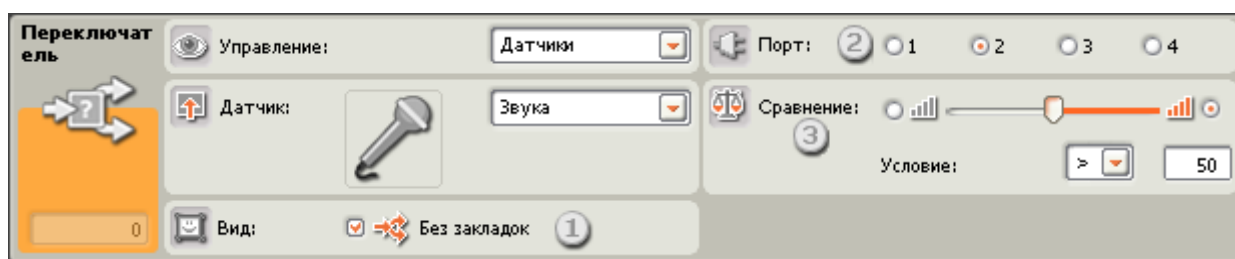 Переключат
ель
0
Управление:
Датчики
Датчик:
Звука
Вид:
Без закладок
1
Порт:
2
1
2
3
4
Сравнение:
3
Условие:
>
50